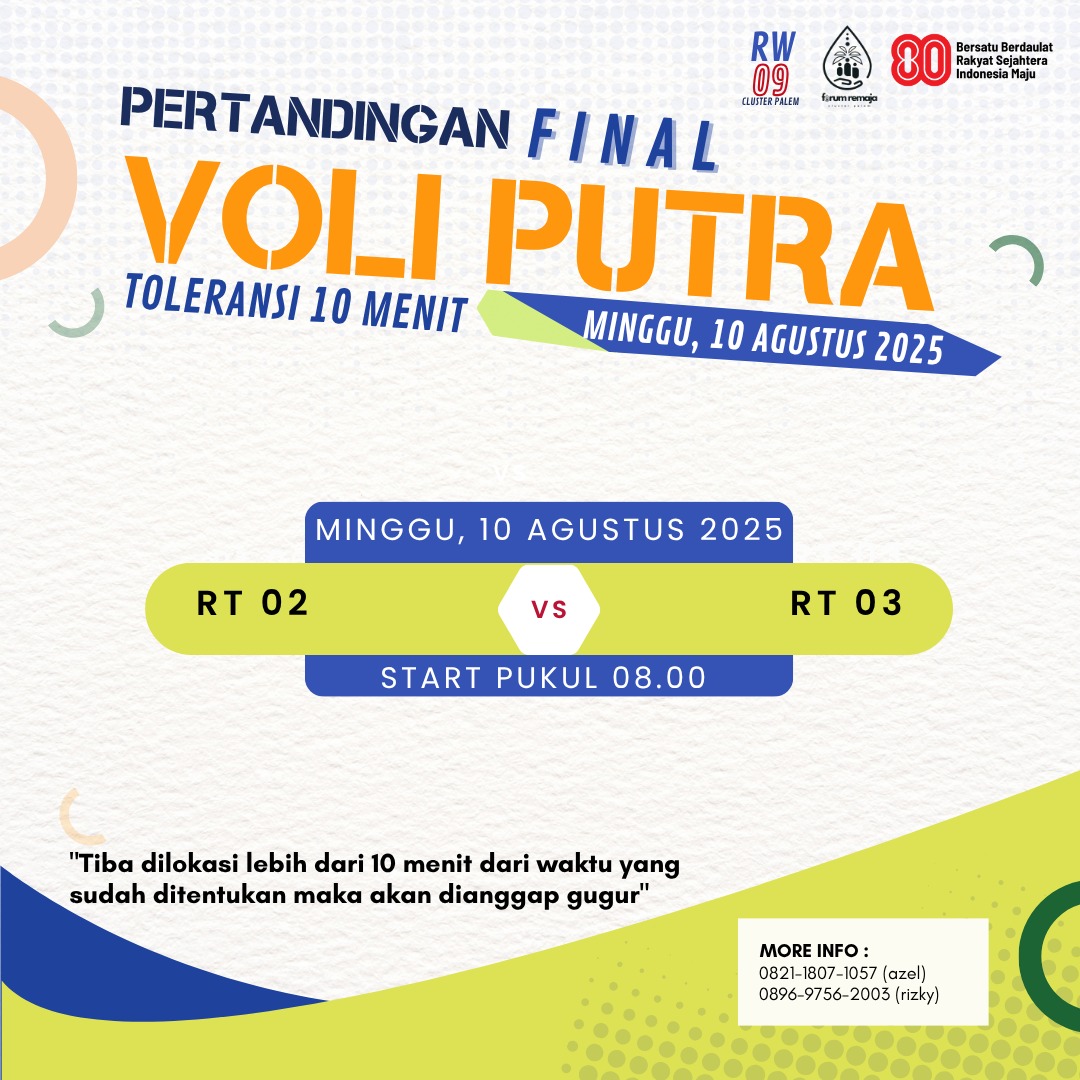 RW
09
CLUSTER PALEM
forum remaja
cluster palem
80
Bersatu Berdaulat
Rakyat Sejahtera
Indonesia Maju
PERTANDINGAN FINAL
VOLI PUTRA
TOLERANSI 10 MENIT
MINGGU, 10 AGUSTUS 2025
VS
MINGGU, 10 AGUSTUS 2025
RT 02
VS
RT 03
START PUKUL 08.00
"Tiba dilokasi lebih dari 10 menit dari waktu yang
sudah ditentukan maka akan dianggap gugur"
MORE INFO :
0821-1807-1057 (azel)
0896-9756-2003 (rizky)